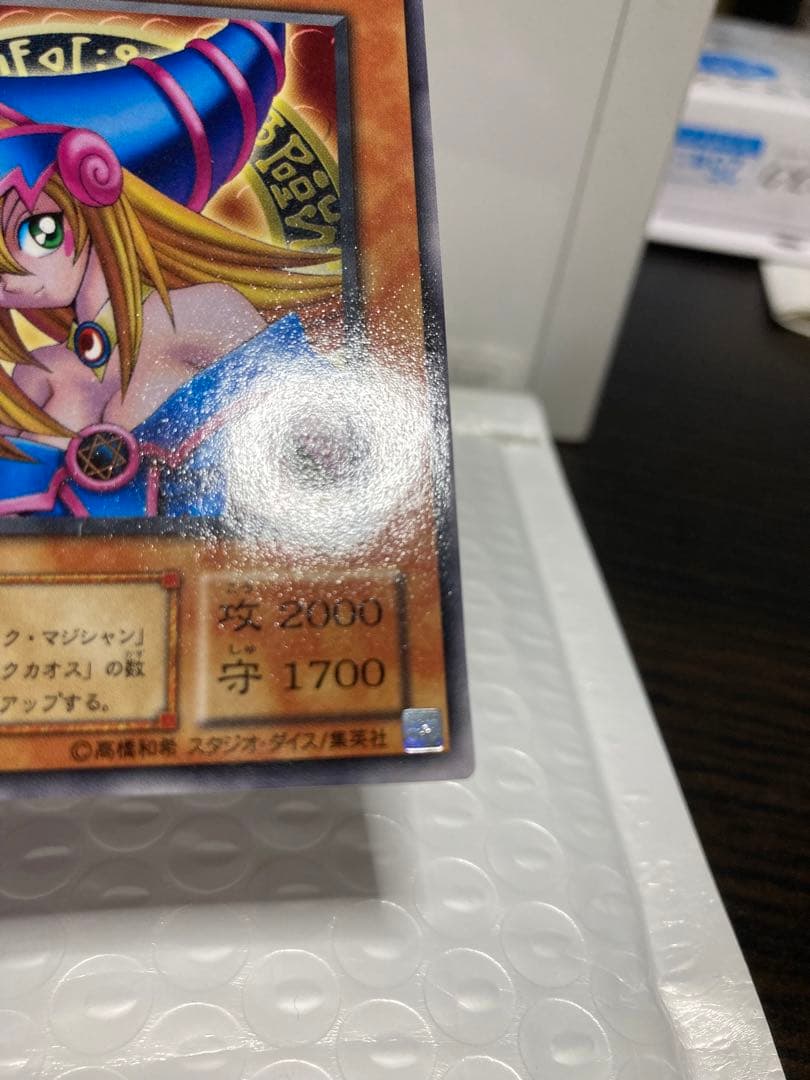 ク・マジシャン」
クカオス」の数
アップする。
攻 2000
守 1700
©高橋和希 スタジオ・ダイス/集英社